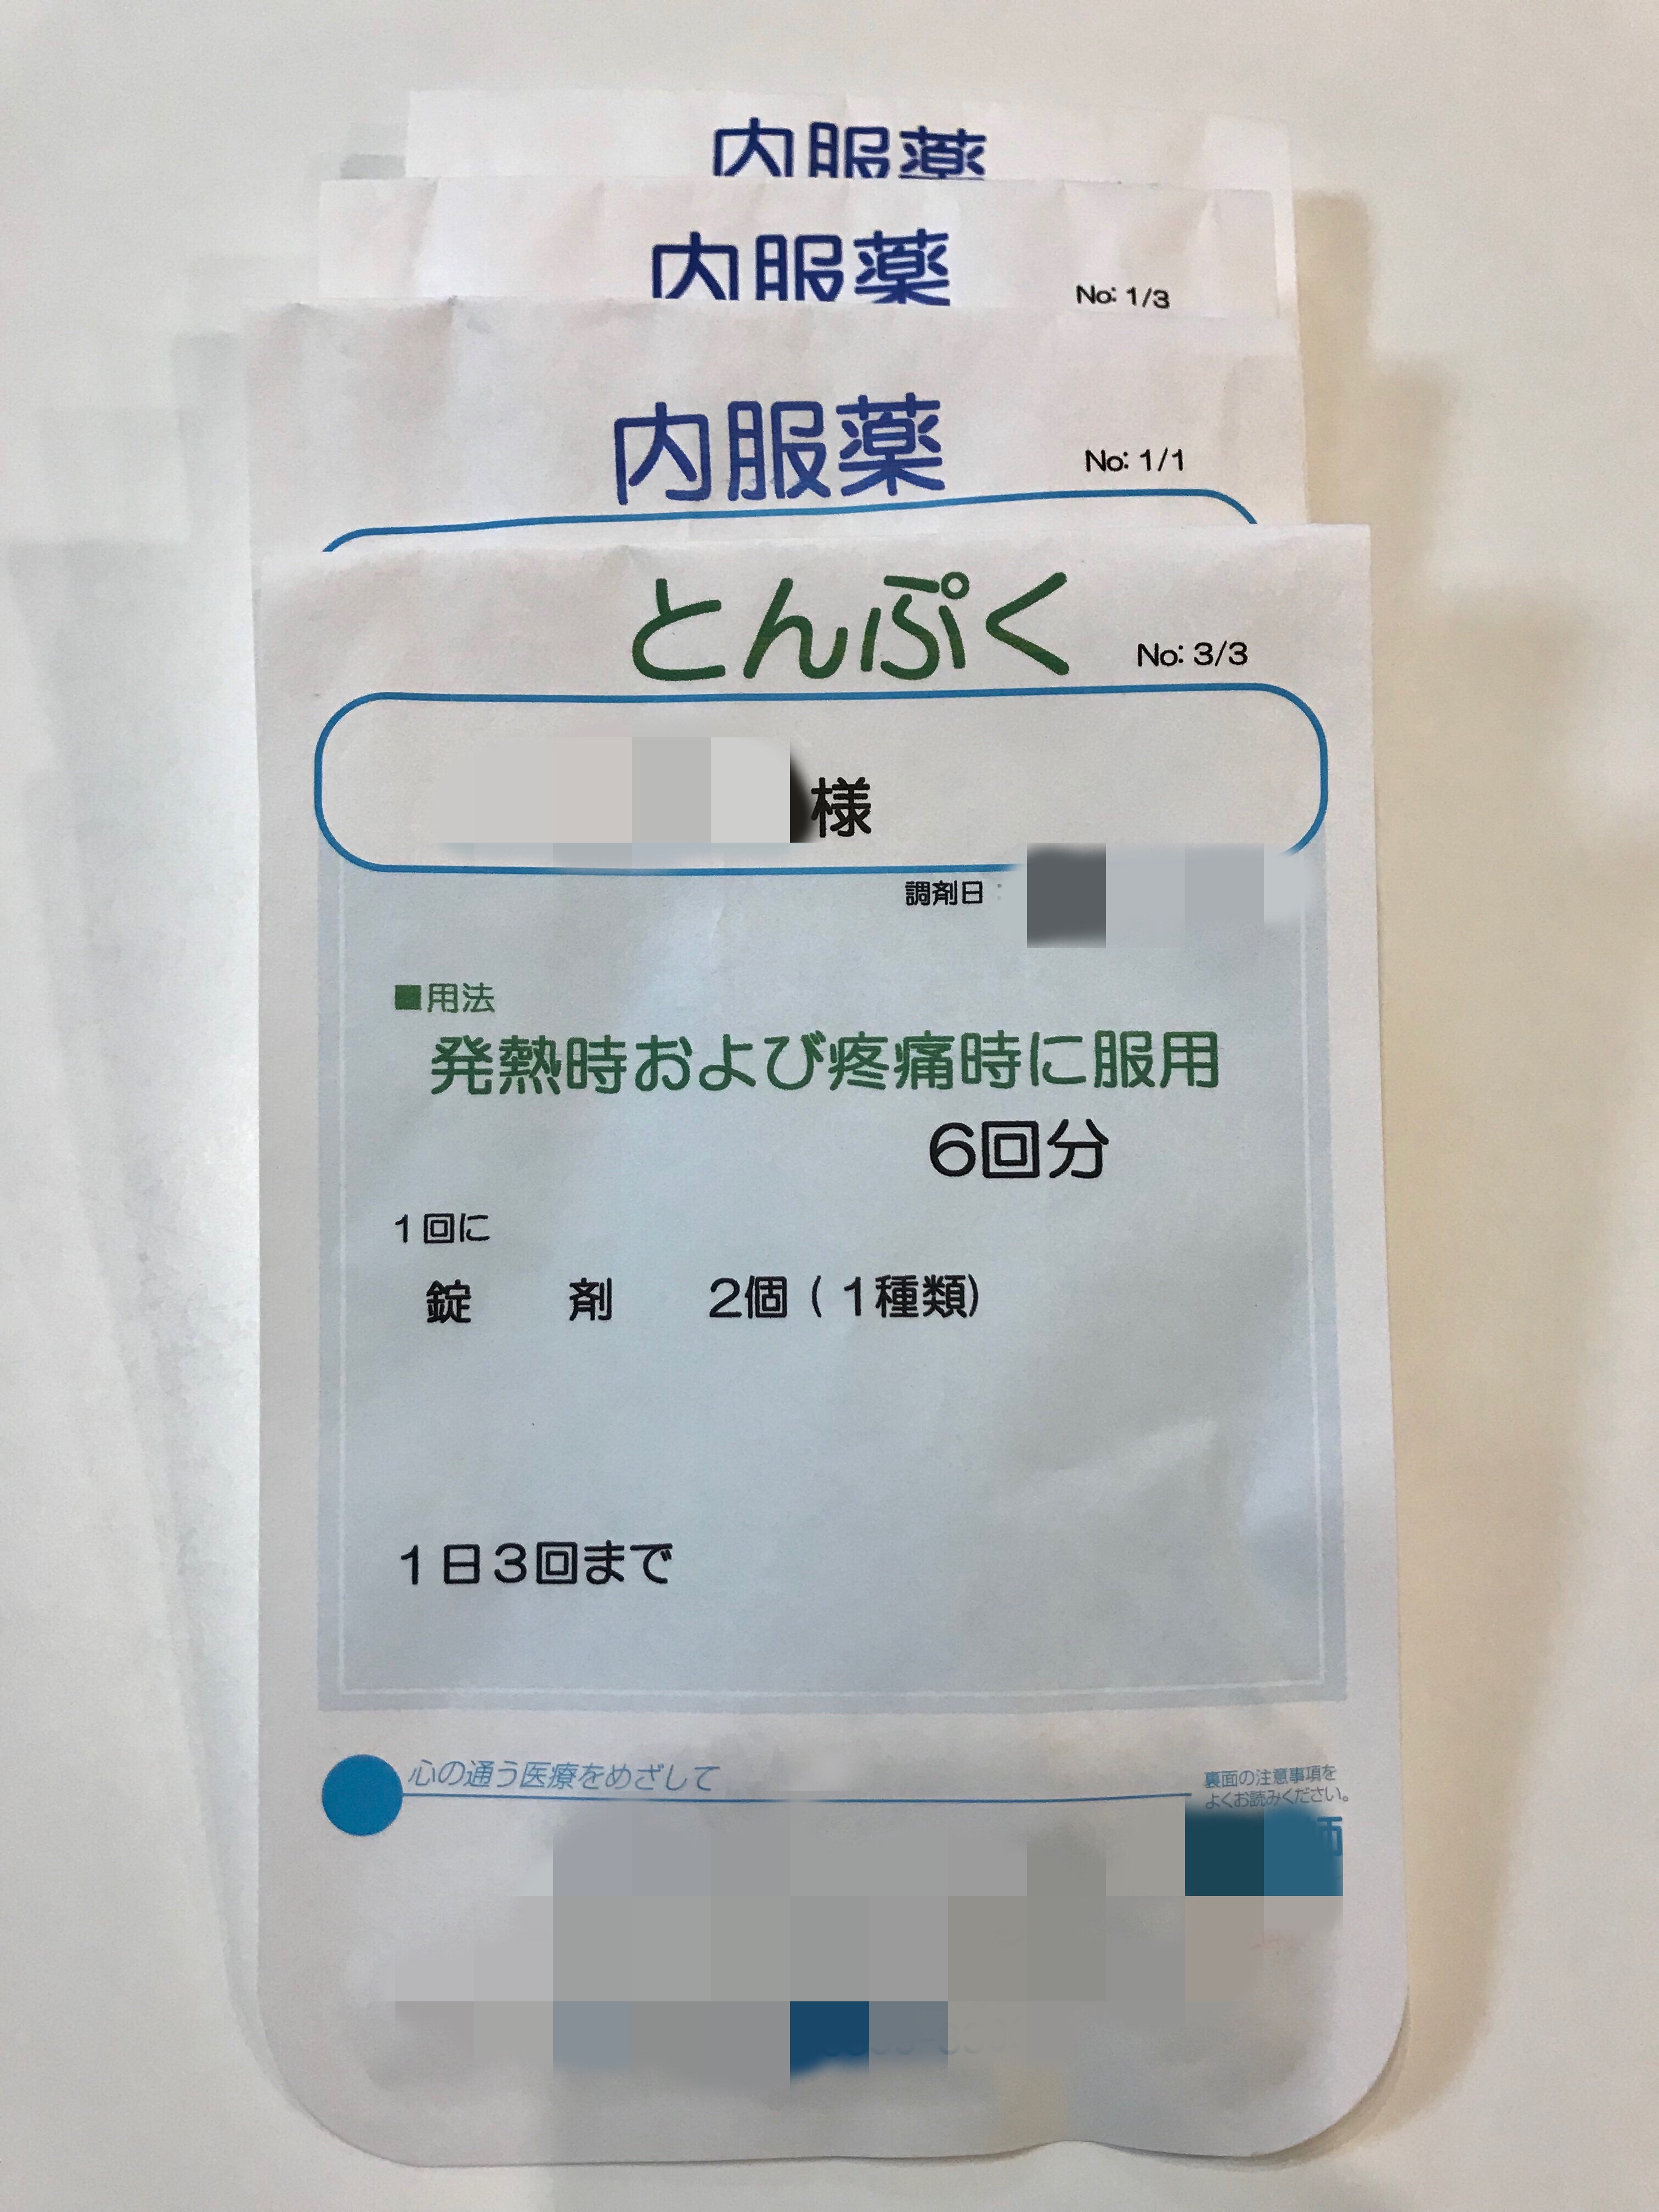 内服薬
内服薬
No: 1/3
内服薬
No: 1/1
とんぷく
No: 3/3
様
調剤日
■用法
発熱時および疼痛時に服用
6回分
1回に
錠 剤 2個(1種類)
1日3回まで
心の通う医療をめざして
裏面の注意事項を
よくお読みください。